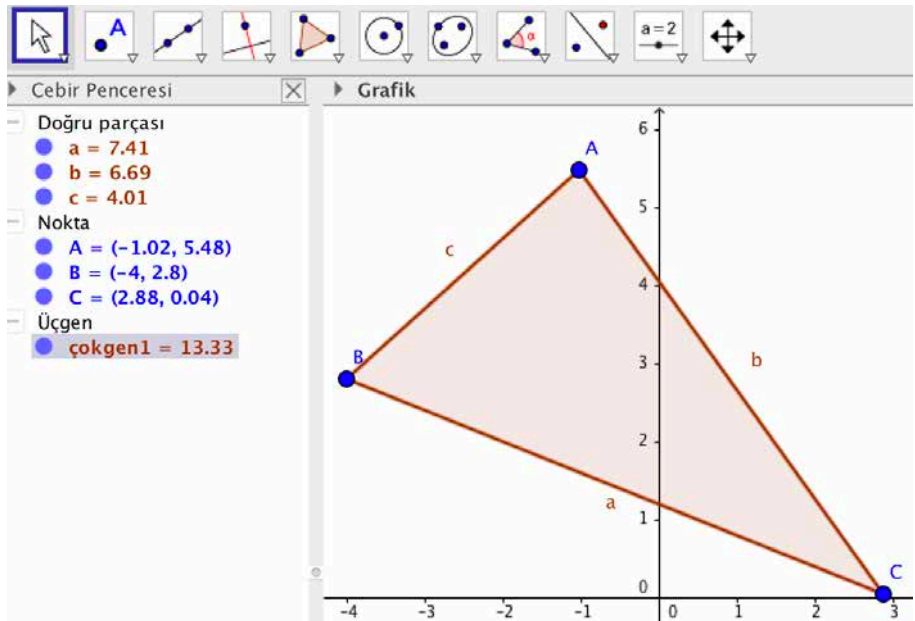 A
α
a=2
Cebir Penceresi
Grafik
Doğru parçası
a = 7.41
b = 6.69
c = 4.01
Nokta
A = (-1.02, 5.48)
B = (-4, 2.8)
C = (2.88, 0.04)
Üçgen
çokgen1 = 13.33
6
A
5
c
4
B
3
b
2
a
1
C
0
-4 -3 -2 -1 0 1 2 3